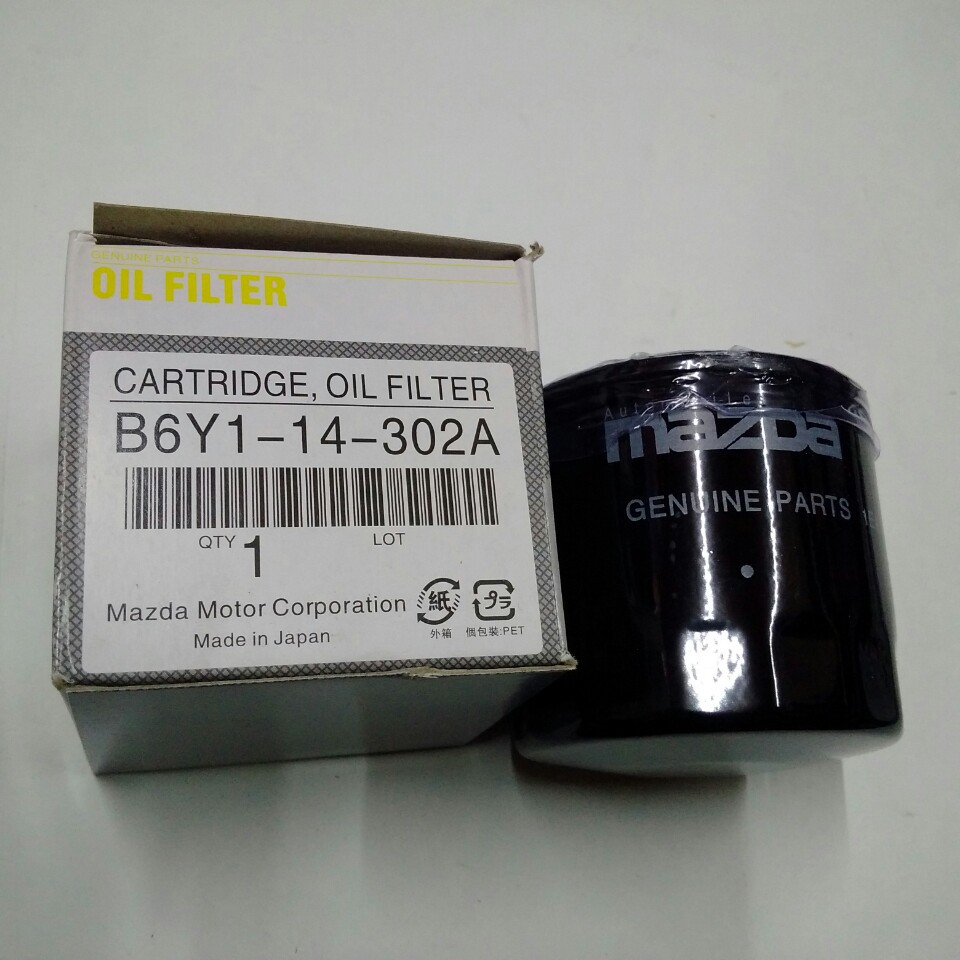 GENUINE PARTS
OIL FILTER
CARTRIDGE, OIL FILTER
B6Y1-14-302A
QTY 1 LOT
Mazda Motor Corporation
Made in Japan
紙
プラ
外箱 個包装:PET
mazda
GENUINE PARTS